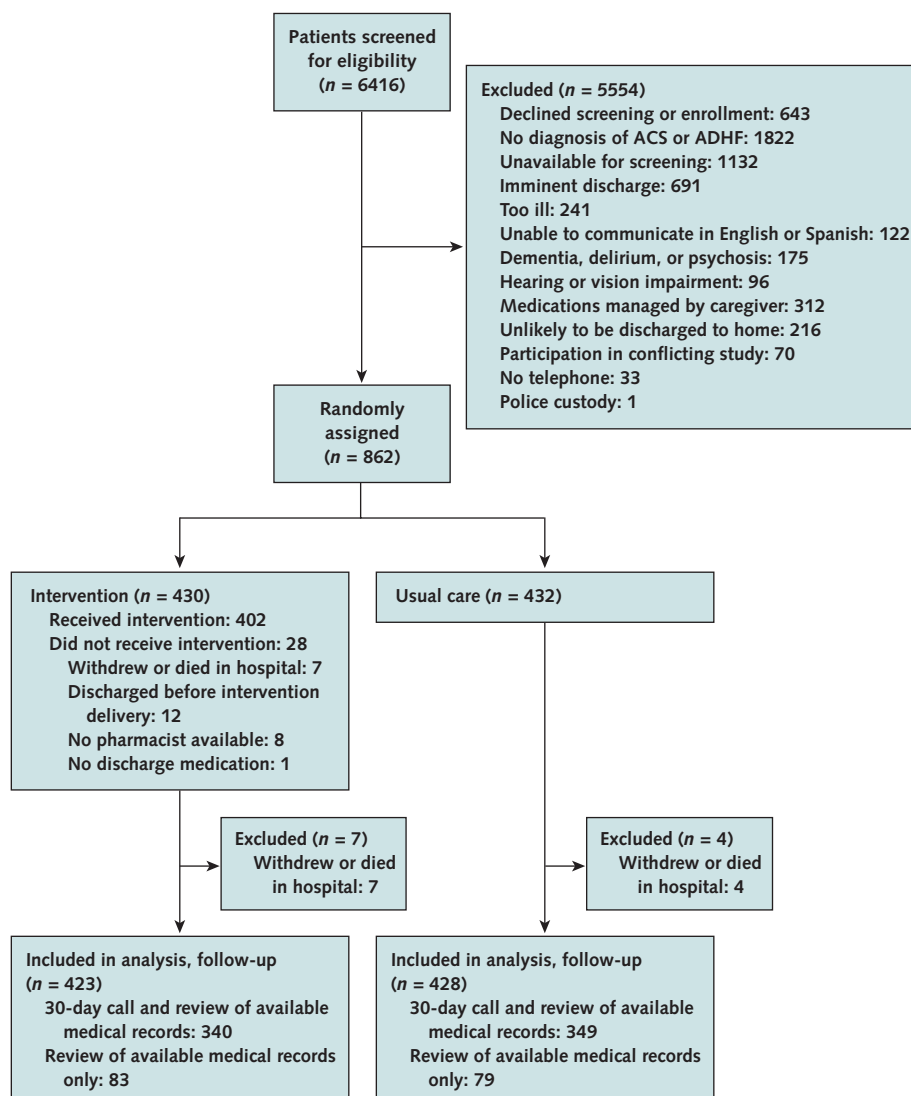 Patients screened
for eligibility
(n = 6416)
Excluded (n = 5554)
Declined screening or enrollment: 643
No diagnosis of ACS or ADHF: 1822
Unavailable for screening: 1132
Imminent discharge: 691
Too ill: 241
Unable to communicate in English or Spanish: 122
Dementia, delirium, or psychosis: 175
Hearing or vision impairment: 96
Medications managed by caregiver: 312
Unlikely to be discharged to home: 216
Participation in conflicting study: 70
No telephone: 33
Police custody: 1
Randomly
assigned
(n = 862)
Intervention (n = 430)
Received intervention: 402
Did not receive intervention: 28
Withdrew or died in hospital: 7
Discharged before intervention
delivery: 12
No pharmacist available: 8
No discharge medication: 1
Usual care (n = 432)
Excluded (n = 7)
Withdrew or died
in hospital: 7
Excluded (n = 4)
Withdrew or died
in hospital: 4
Included in analysis, follow-up
(n = 423)
30-day call and review of available
medical records: 340
Review of available medical records
only: 83
Included in analysis, follow-up
(n = 428)
30-day call and review of available
medical records: 349
Review of available medical records
only: 79